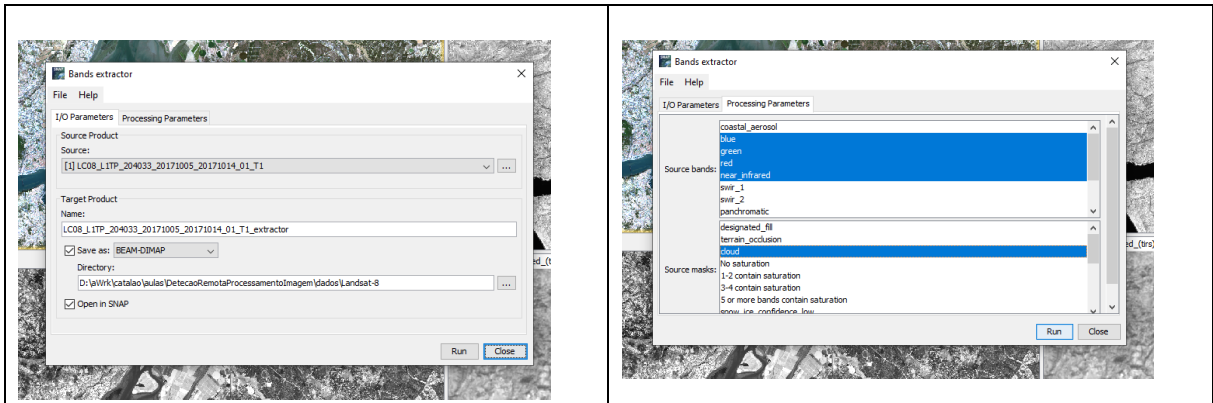 Bands extractor
File Help
I/O Parameters Processing Parameters
Source Product
Source:
[1] LC08_L1TP_204033_20171005_20171014_01_T1
...
Target Product
Name:
LC08_L1TP_204033_20171005_20171014_01_T1_extractor
Save as: BEAM-DIMAP
Directory:
D:\aWrk\catalao\aulas\DetecaoRemotaProcessamentoImagem\dados\Landsat-8
...
Open in SNAP
Run Close
Bands extractor
File Help
I/O Parameters Processing Parameters
Source bands:
coastal_aerosol
blue
green
red
near_infrared
swir_1
swir_2
panchromatic
Source masks:
designated_fill
terrain_occlusion
cloud
No saturation
1-2 contain saturation
3-4 contain saturation
5 or more bands contain saturation
snow_ice_confidence_low
Run Close
ed_(tirs)